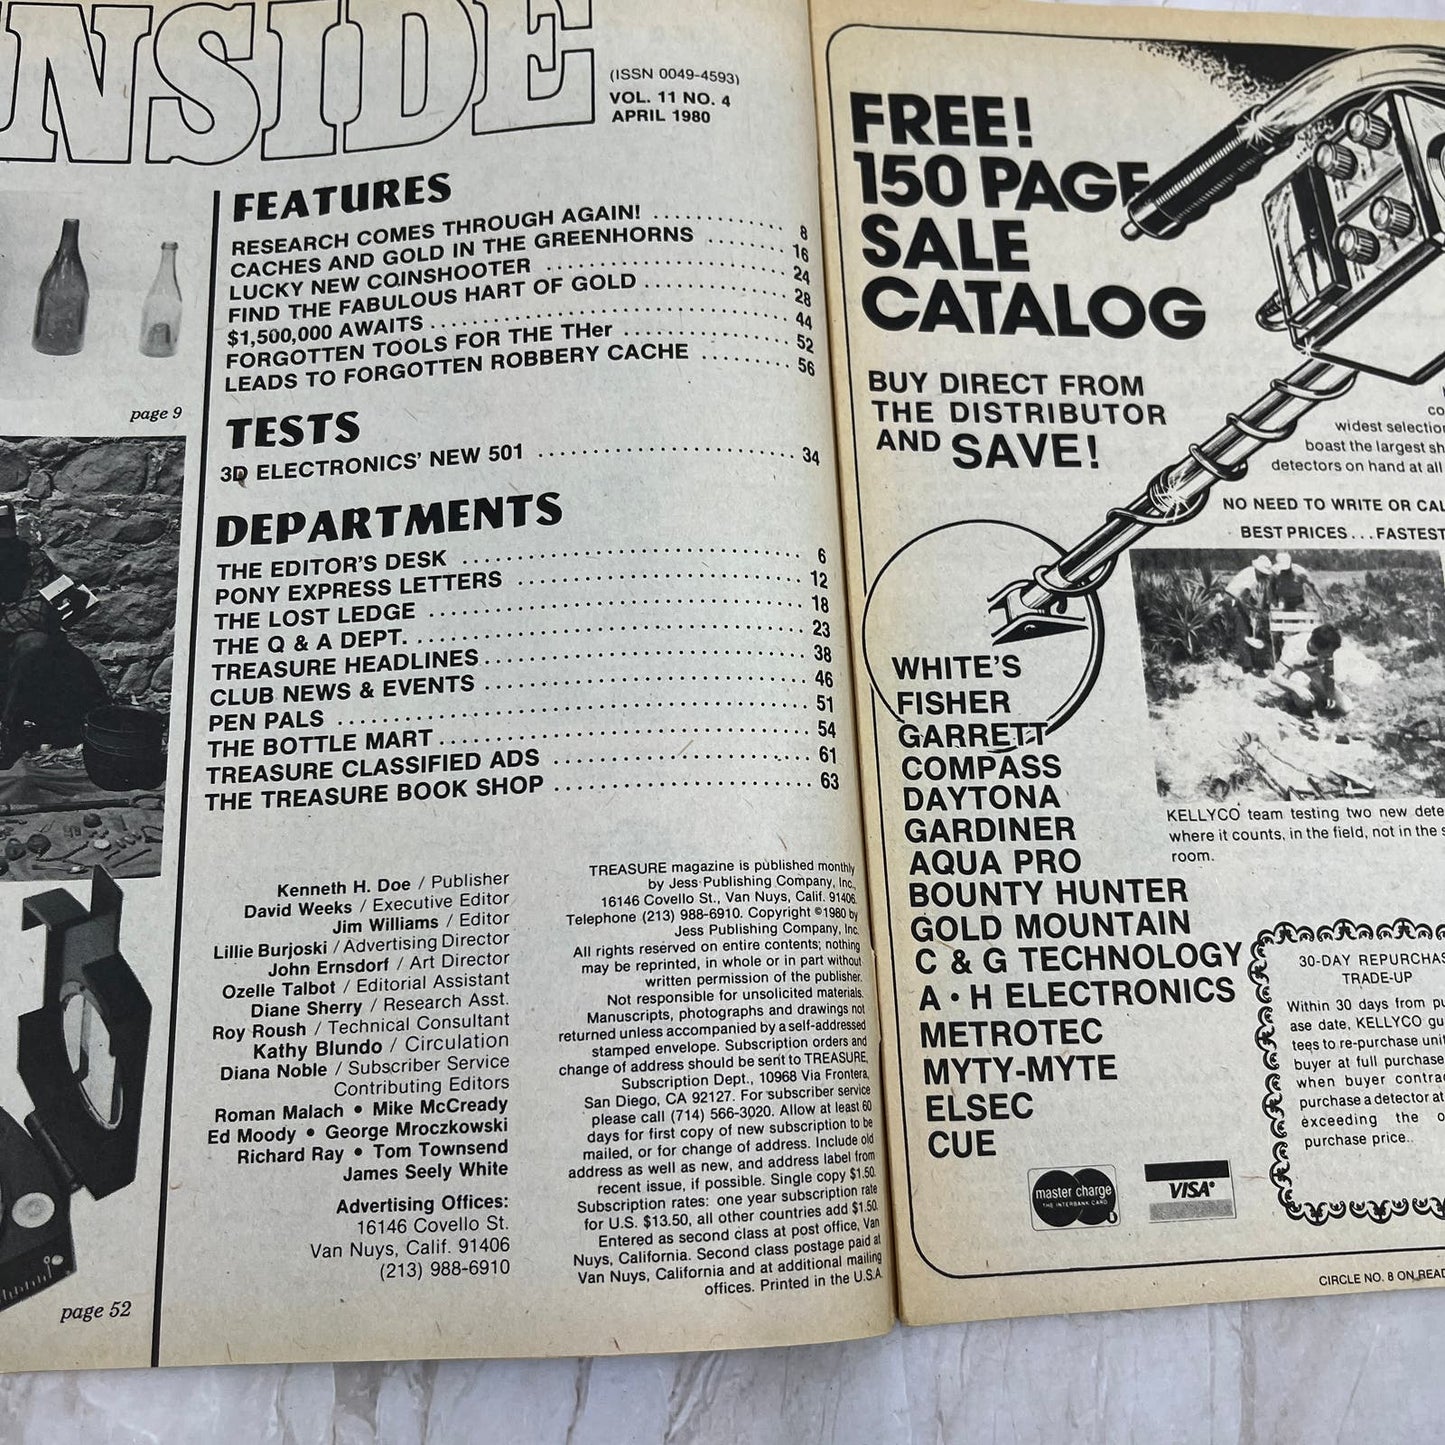 INSIDE
(ISSN 0049-4593)
VOL. 11 NO. 4
APRIL 1980
page 9
page 52
FEATURES
RESEARCH COMES THROUGH AGAIN! 8
CACHES AND GOLD IN THE GREENHORNS 16
LUCKY NEW COINSHOOTER 24
FIND THE FABULOUS HART OF GOLD 28
$1,500,000 AWAITS 44
FORGOTTEN TOOLS FOR THE THer 52
LEADS TO FORGOTTEN ROBBERY CACHE 56
TESTS
3D ELECTRONICS' NEW 501 34
DEPARTMENTS
THE EDITOR'S DESK 6
PONY EXPRESS LETTERS 12
THE LOST LEDGE 18
THE Q & A DEPT. 23
TREASURE HEADLINES 38
CLUB NEWS & EVENTS 46
PEN PALS 51
THE BOTTLE MART 54
TREASURE CLASSIFIED ADS 61
THE TREASURE BOOK SHOP 63
Kenneth H. Doe / Publisher
David Weeks / Executive Editor
Jim Williams / Editor
Lillie Burjoski / Advertising Director
John Ernsdorf / Art Director
Ozelle Talbot / Editorial Assistant
Diane Sherry / Research Asst.
Roy Roush / Technical Consultant
Kathy Blundo / Circulation
Diana Noble / Subscriber Service
Contributing Editors
Roman Malach • Mike McCready
Ed Moody • George Mroczkowski
Richard Ray • Tom Townsend
James Seely White
Advertising Offices:
16146 Covello St.
Van Nuys, Calif. 91406
(213) 988-6910
TREASURE magazine is published monthly
by Jess Publishing Company, Inc.,
16146 Covello St., Van Nuys, Calif. 91406.
Telephone (213) 988-6910. Copyright ©1980 by
Jess Publishing Company, Inc.
All rights reserved on entire contents; nothing
may be reprinted, in whole or in part without
written permission of the publisher.
Not responsible for unsolicited materials.
Manuscripts, photographs and drawings not
returned unless accompanied by a self-addressed
stamped envelope. Subscription orders and
change of address should be sent to TREASURE,
Subscription Dept., 10968 Via Frontera,
San Diego, CA 92127. For subscriber service
please call (714) 566-3020. Allow at least 60
days for first copy of new subscription to be
mailed, or for change of address. Include old
address as well as new, and address label from
recent issue, if possible. Single copy $1.50.
Subscription rates: one year subscription rate
for U.S. $13.50, all other countries add $1.50.
Entered as second class at post office, Van
Nuys, California. Second class postage paid at
Van Nuys, California and at additional mailing
offices. Printed in the U.S.A.
FREE!
150 PAGE
SALE
CATALOG
BUY DIRECT FROM
THE DISTRIBUTOR
AND SAVE!
co
widest selection
boast the largest sh
detectors on hand at all
NO NEED TO WRITE OR CAL
BEST PRICES...FASTEST
KELLYCO team testing two new dete
where it counts, in the field, not in the s
room.
WHITE'S
FISHER
GARRETT
COMPASS
DAYTONA
GARDINER
AQUA PRO
BOUNTY HUNTER
GOLD MOUNTAIN
C & G TECHNOLOGY
A • H ELECTRONICS
METROTEC
MYTY-MYTE
ELSEC
CUE
30-DAY REPURCHAS
TRADE-UP
Within 30 days from pu
ase date, KELLYCO gu
tees to re-purchase unit
buyer at full purchase
when buyer contra
purchase a detector at
exceeding the o
purchase price..
master charge
THE INTERBANK CARD
VISA®
CIRCLE NO. 8 ON READ